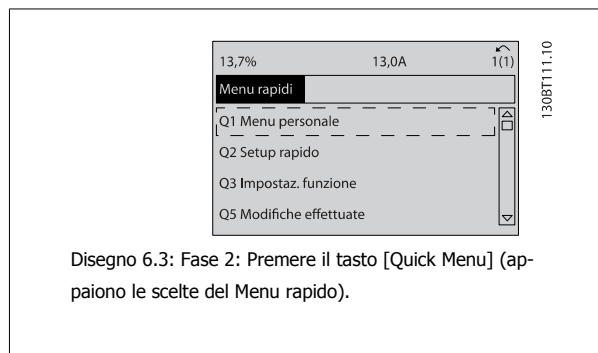 13,7% 13,0A 1(1)
Menu rapidi
Q1 Menu personale
Q2 Setup rapido
Q3 Impostaz. funzione
Q5 Modifiche effettuate
130BT111.10
Disegno 6.3: Fase 2: Premere il tasto [Quick Menu] (ap-
paiono le scelte del Menu rapido).